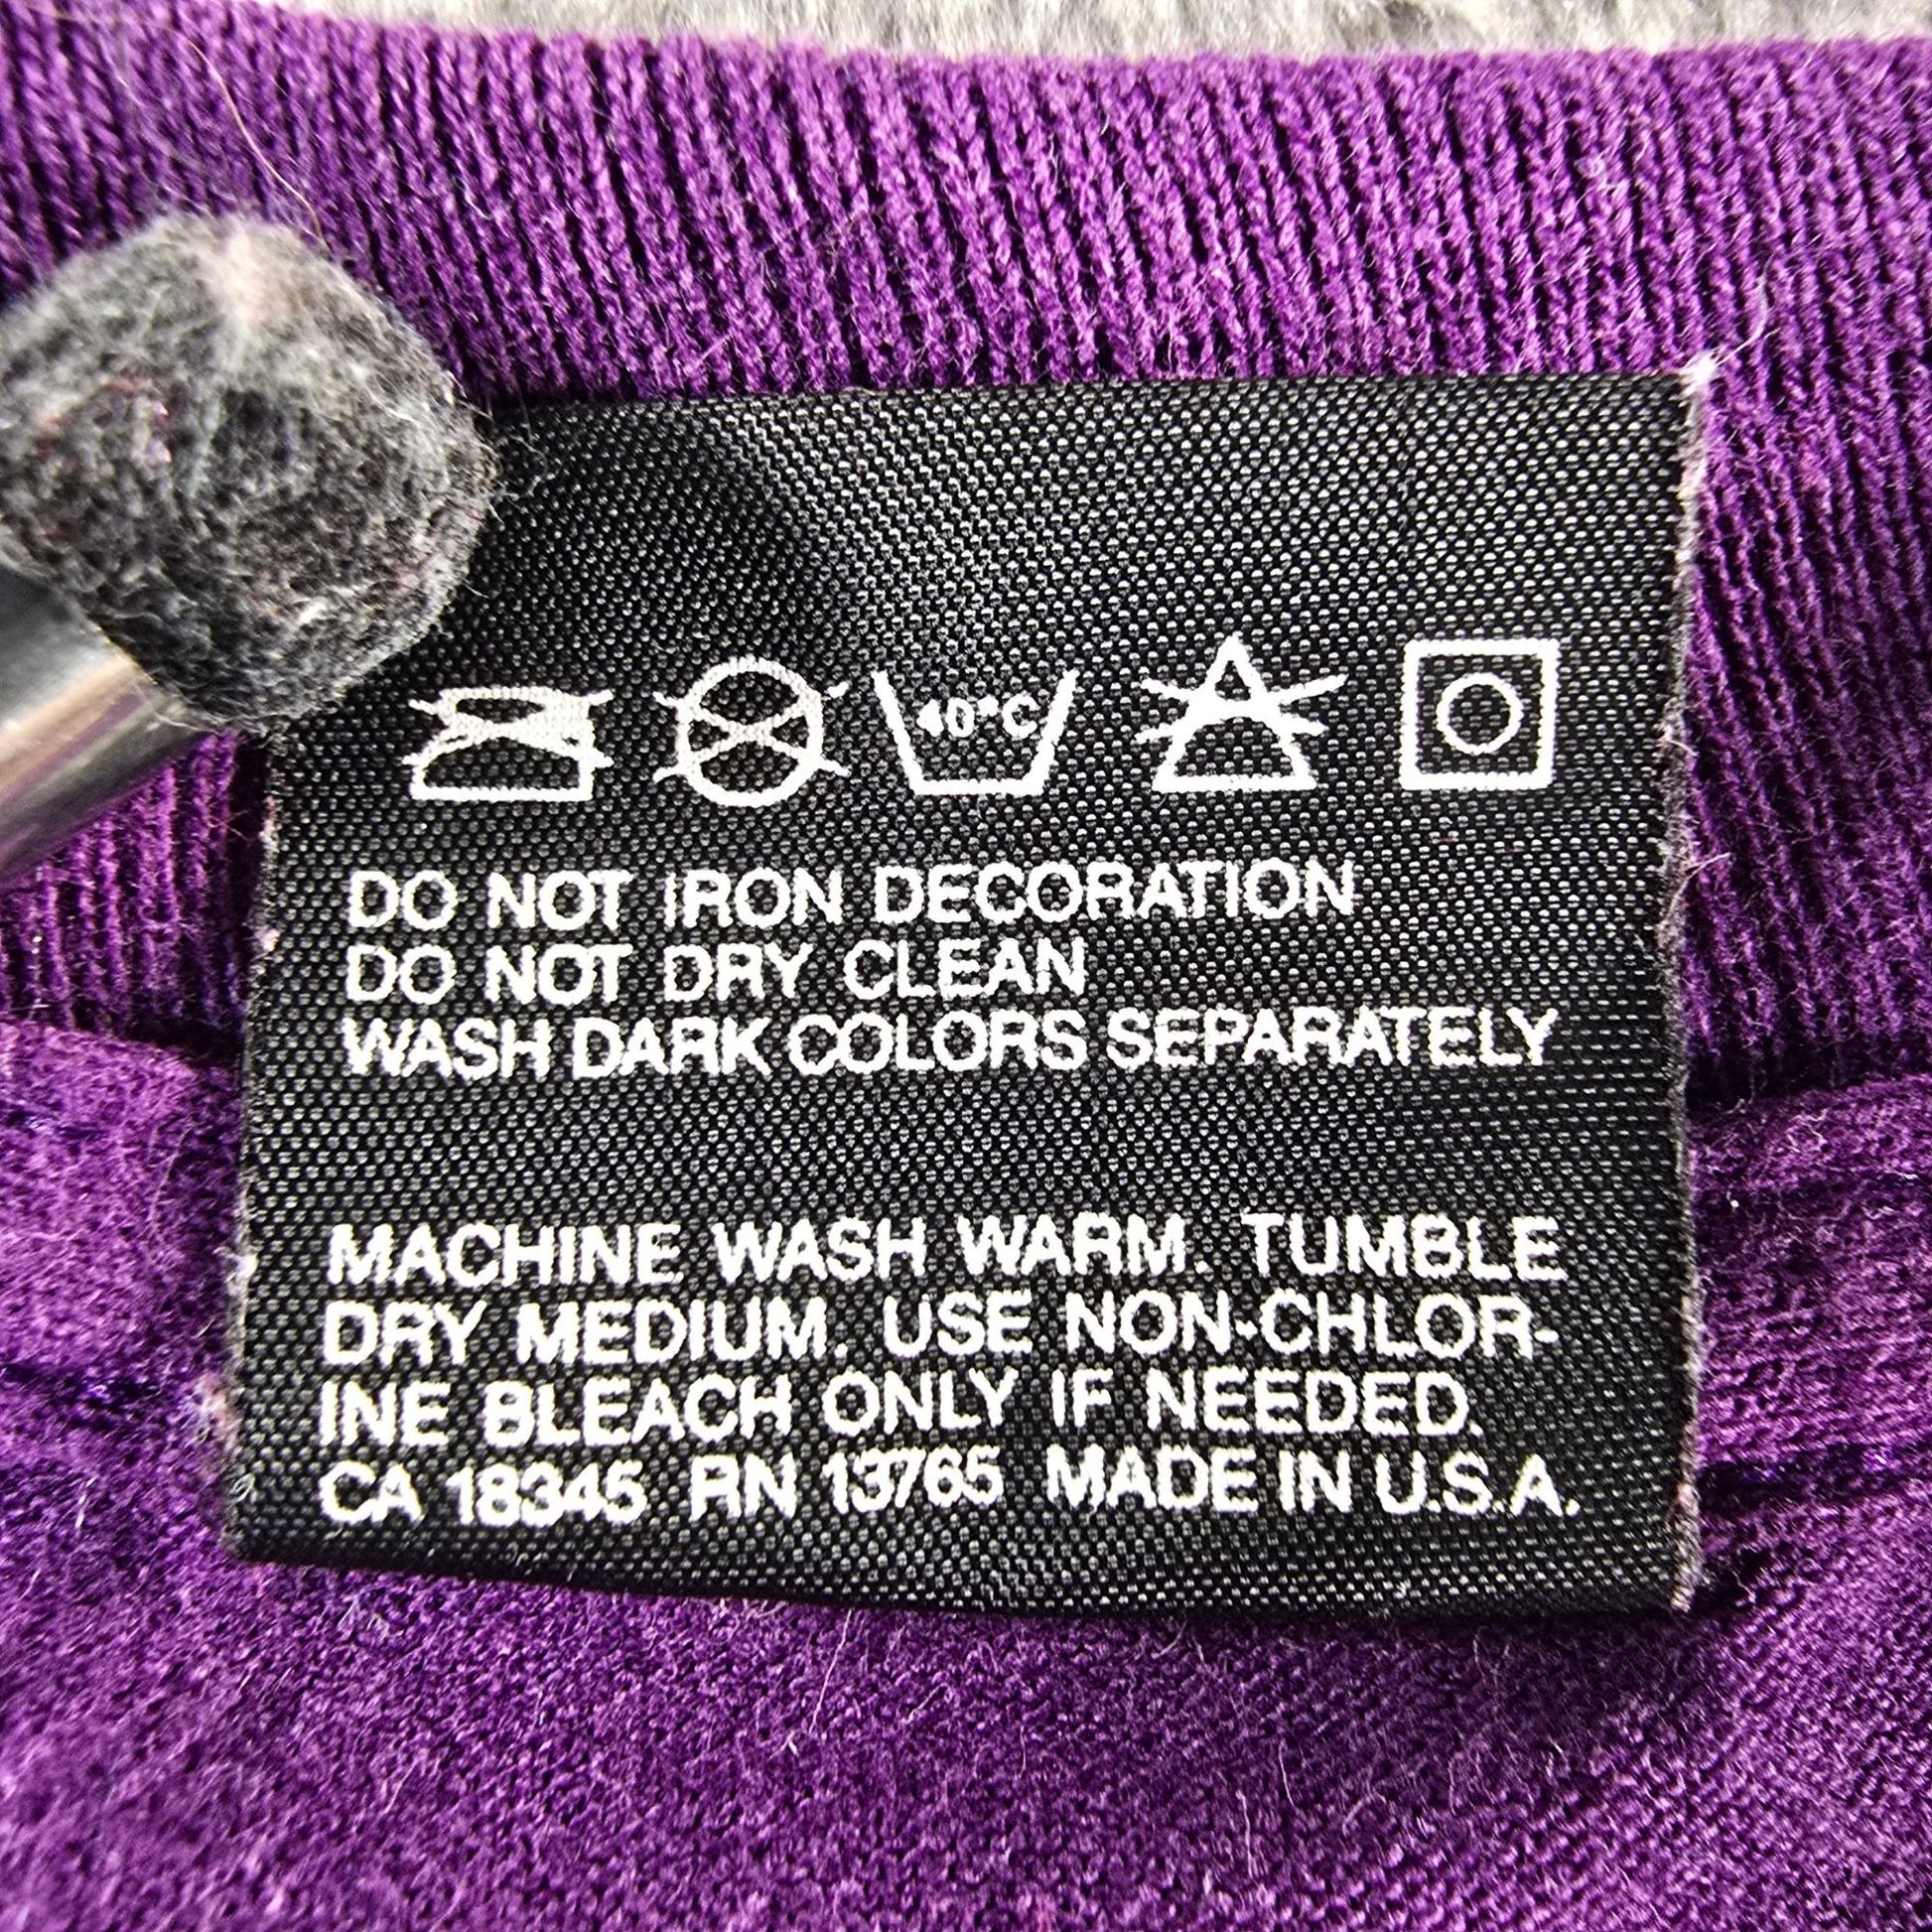 40°C
DO NOT IRON DECORATION
DO NOT DRY CLEAN
WASH DARK COLORS SEPARATELY
MACHINE WASH WARM. TUMBLE
DRY MEDIUM. USE NON-CHLOR-
INE BLEACH ONLY IF NEEDED.
CA 18345 RN 13765 MADE IN U.S.A.